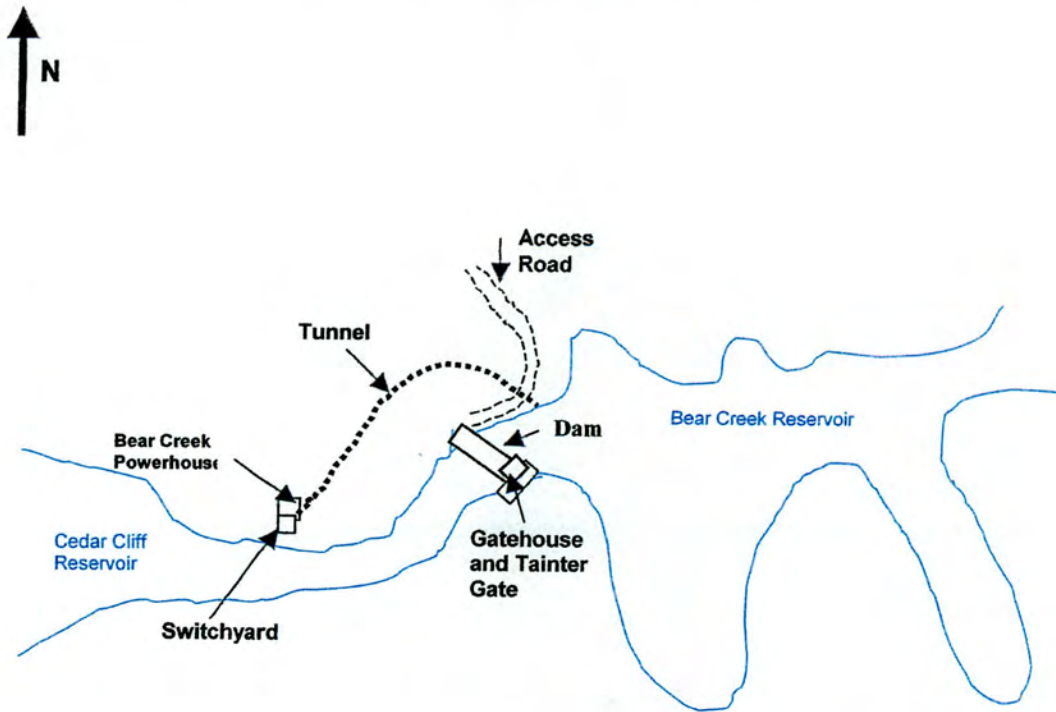 N
Access
Road
Tunnel
Bear Creek Reservoir
Dam
Bear Creek
Powerhouse
Cedar Cliff
Reservoir
Gatehouse
and Tainter
Gate
Switchyard